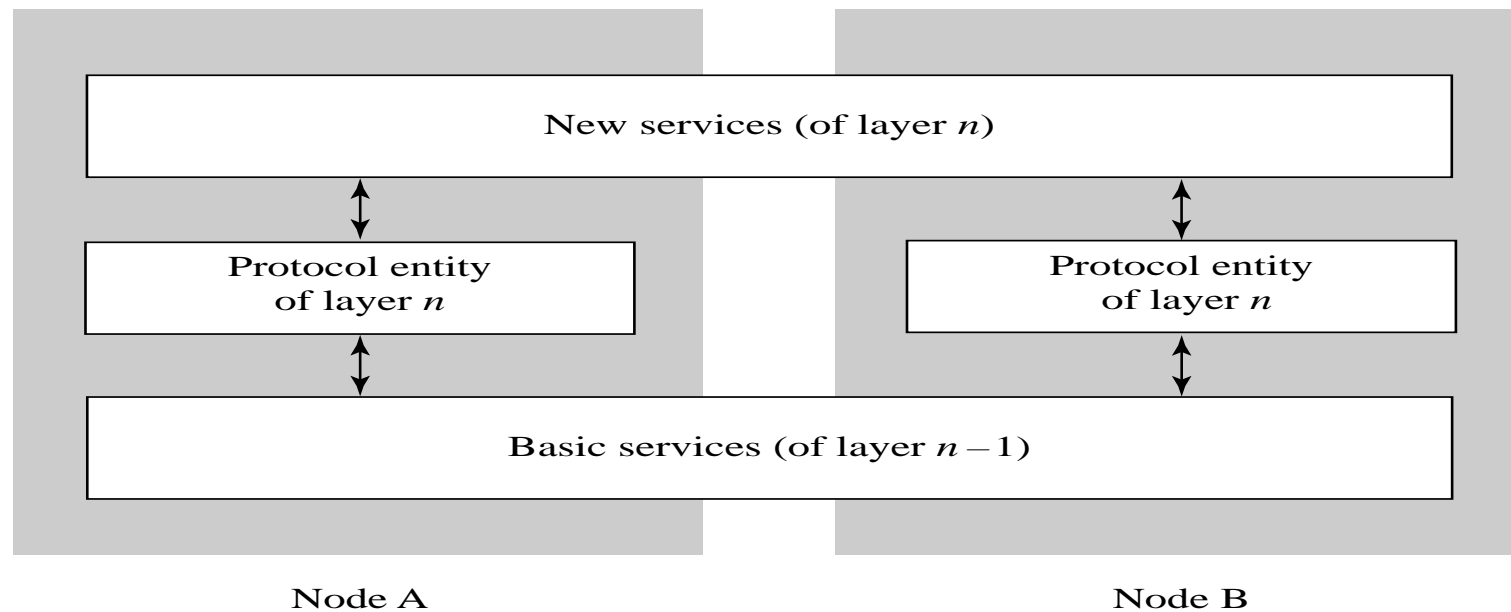 New services (of layer n)
Protocol entity
of layer n
Protocol entity
of layer n
Basic services (of layer n–1)
Node A
Node B